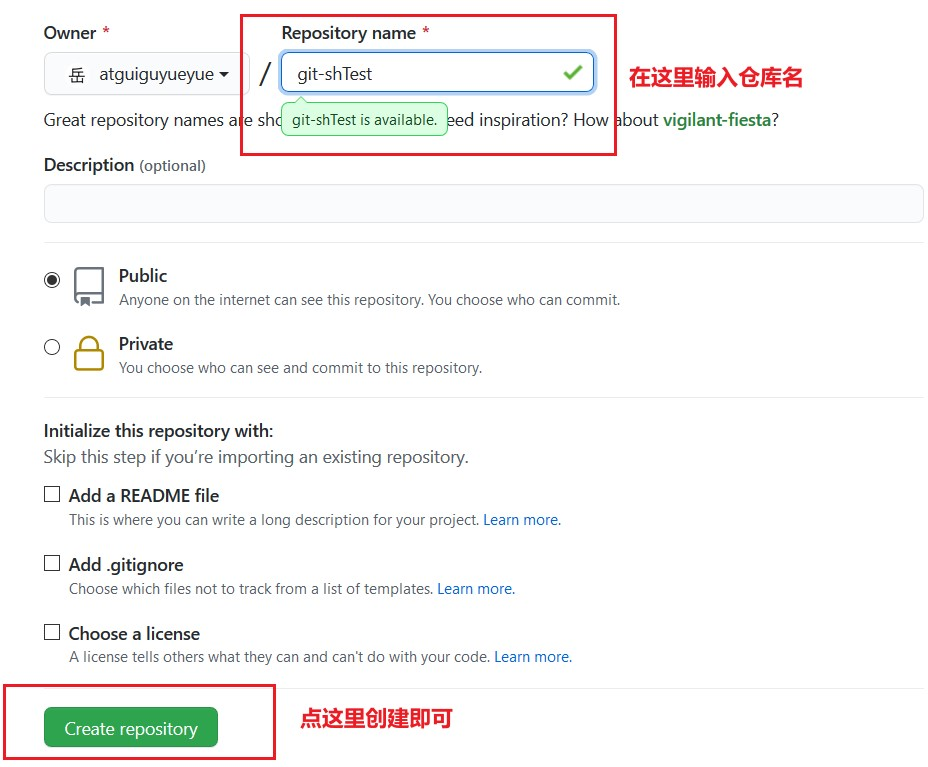 Owner *
Repository name *
岳 atguiguyueyue / git-shTest
在这里输入仓库名
Great repository names are sho
git-shTest is available.
eed inspiration? How about vigilant-fiesta?
Description (optional)
Public
Anyone on the internet can see this repository. You choose who can commit.
Private
You choose who can see and commit to this repository.
Initialize this repository with:
Skip this step if you're importing an existing repository.
Add a README file
This is where you can write a long description for your project. Learn more.
Add .gitignore
Choose which files not to track from a list of templates. Learn more.
Choose a license
A license tells others what they can and can't do with your code. Learn more.
Create repository
点这里创建即可